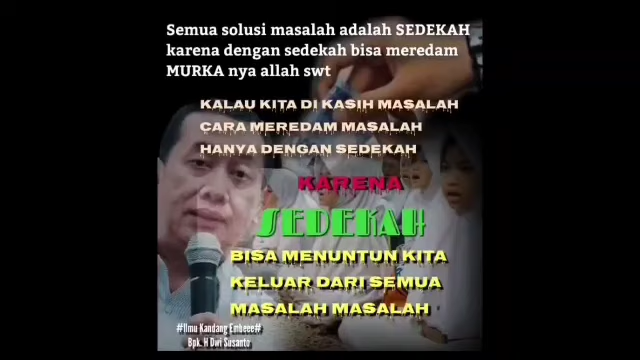 Semua solusi masalah adalah SEDEKAH
karena dengan sedekah bisa meredam
MURKA nya allah swt
KALAU KITA DI KASIH MASALAH
CARA MEREDAM MASALAH
HANYA DENGAN SEDEKAH
KARENA
SEDEKAH
BISA MENUNTUN KITA
KELUAR DARI SEMUA
MASALAH MASALAH
#Ilmu Kandang Embeee#
Bpk. H Dwi Susanto